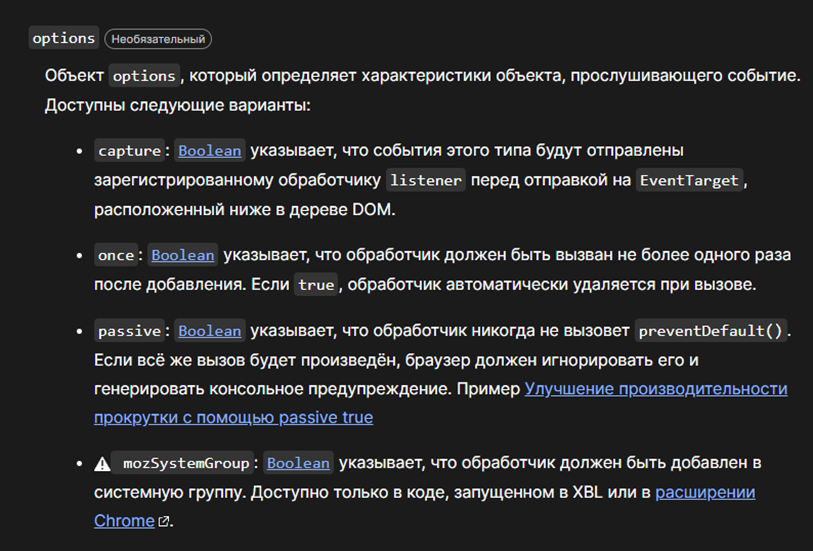 options Необязательный
Объект options, который определяет характеристики объекта, прослушивающего событие.
Доступны следующие варианты:
• capture: Boolean указывает, что события этого типа будут отправлены
зарегистрированному обработчику listener перед отправкой на EventTarget,
расположенный ниже в дереве DOM.
• once: Boolean указывает, что обработчик должен быть вызван не более одного раза
после добавления. Если true, обработчик автоматически удаляется при вызове.
• passive: Boolean указывает, что обработчик никогда не вызовет preventDefault().
Если всё же вызов будет произведён, браузер должен игнорировать его и
генерировать консольное предупреждение. Пример Улучшение производительности
прокрутки с помощью passive true
• mozSystemGroup: Boolean указывает, что обработчик должен быть добавлен в
системную группу. Доступно только в коде, запущенном в XBL или в расширении
Chrome.